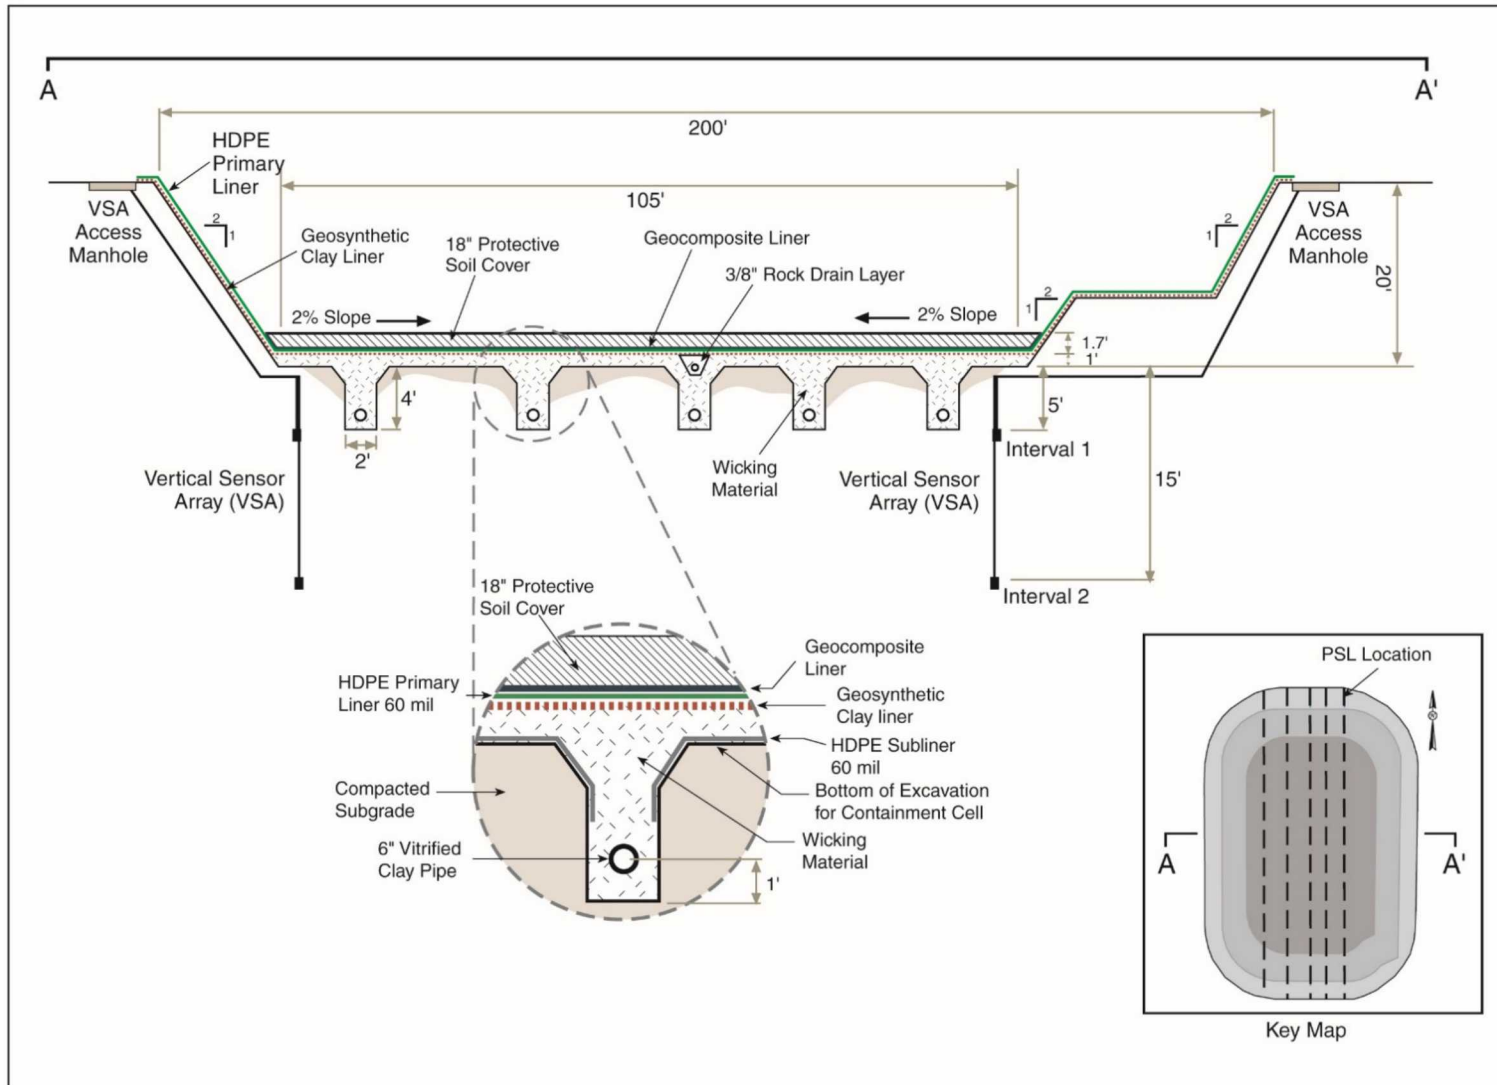 A
A'
200'
HDPE
Primary
Liner
105'
VSA
Access
Manhole
2
1
Geosynthetic
Clay Liner
18" Protective
Soil Cover
Geocomposite Liner
3/8" Rock Drain Layer
2
1
VSA
Access
Manhole
20'
2
1
2% Slope
2% Slope
1.7'
1'
4'
5'
2'
Interval 1
Wicking
Material
Vertical Sensor
Array (VSA)
Vertical Sensor
Array (VSA)
15'
Interval 2
18" Protective
Soil Cover
HDPE Primary
Liner 60 mil
Geocomposite
Liner
Geosynthetic
Clay liner
HDPE Subliner
60 mil
Bottom of Excavation
for Containment Cell
Compacted
Subgrade
Wicking
Material
6" Vitrified
Clay Pipe
1'
PSL Location
A
A'
Key Map